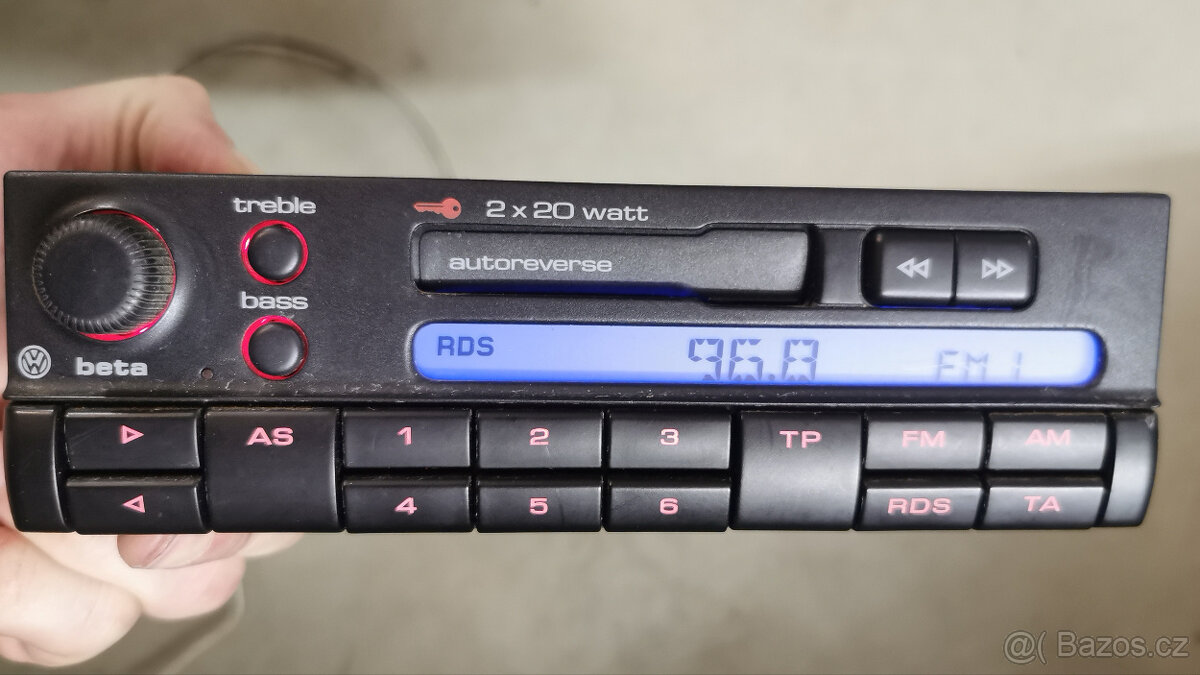 treble
2 x 20 watt
autoreverse
bass
beta
RDS 96.8 FM 1
AS 1 2 3 TP FM AM
4 5 6 RDS TA
@( Bazos.cz